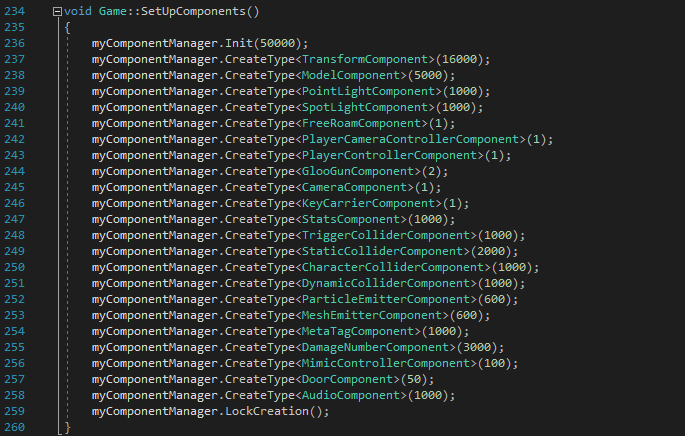 234 void Game::SetUpComponents()
235 {
236 myComponentManager.Init(50000);
237 myComponentManager.CreateType<TransformComponent>(16000);
238 myComponentManager.CreateType<ModelComponent>(5000);
239 myComponentManager.CreateType<PointLightComponent>(1000);
240 myComponentManager.CreateType<SpotLightComponent>(1000);
241 myComponentManager.CreateType<FreeRoamComponent>(1);
242 myComponentManager.CreateType<PlayerCameraControllerComponent>(1);
243 myComponentManager.CreateType<PlayerControllerComponent>(1);
244 myComponentManager.CreateType<GlooGunComponent>(2);
245 myComponentManager.CreateType<CameraComponent>(1);
246 myComponentManager.CreateType<KeyCarrierComponent>(1);
247 myComponentManager.CreateType<StatsComponent>(1000);
248 myComponentManager.CreateType<TriggerColliderComponent>(1000);
249 myComponentManager.CreateType<StaticColliderComponent>(2000);
250 myComponentManager.CreateType<CharacterColliderComponent>(1000);
251 myComponentManager.CreateType<DynamicColliderComponent>(1000);
252 myComponentManager.CreateType<ParticleEmitterComponent>(600);
253 myComponentManager.CreateType<MeshEmitterComponent>(600);
254 myComponentManager.CreateType<MetaTagComponent>(1000);
255 myComponentManager.CreateType<DamageNumberComponent>(3000);
256 myComponentManager.CreateType<MimicControllerComponent>(100);
257 myComponentManager.CreateType<DoorComponent>(50);
258 myComponentManager.CreateType<AudioComponent>(1000);
259 myComponentManager.LockCreation();
260 }